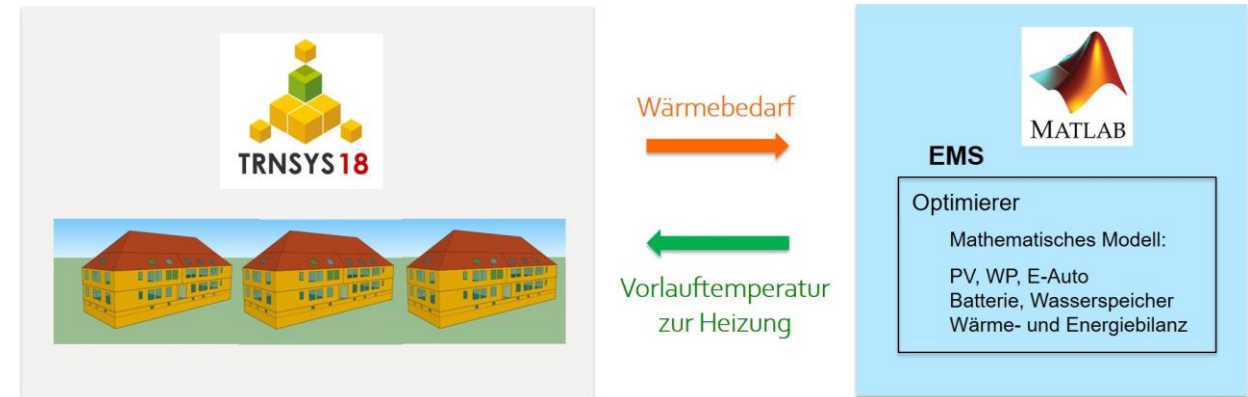 TRNSYS18
Wärmebedarf
Vorlauftemperatur
zur Heizung
MATLAB
EMS
Optimierer
Mathematisches Modell:
PV, WP, E-Auto
Batterie, Wasserspeicher
Wärme- und Energiebilanz